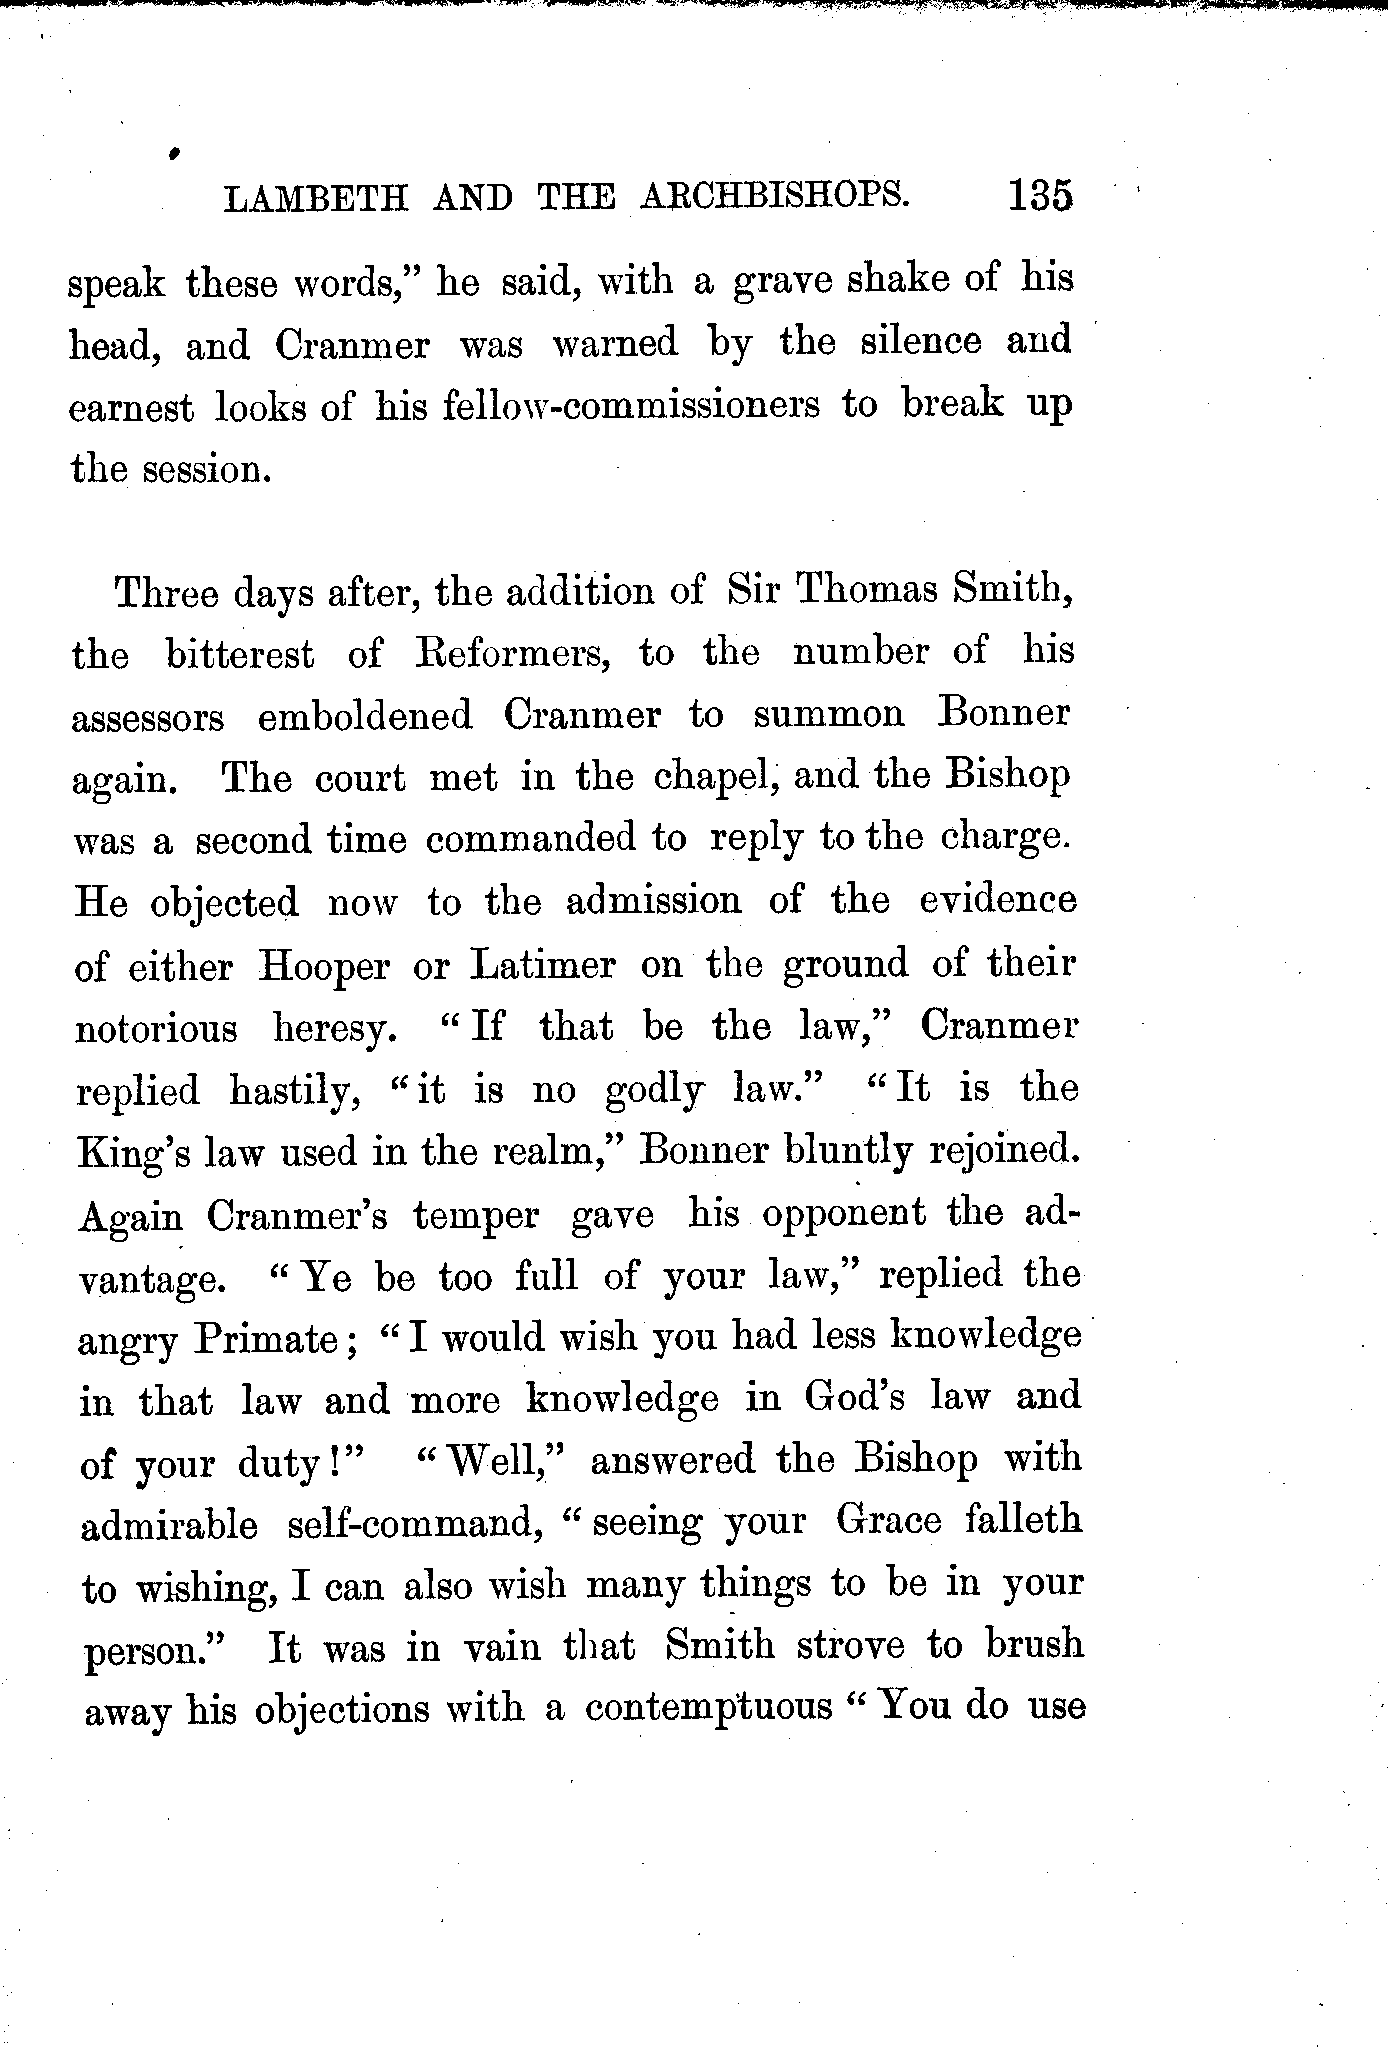 LAMBETH AND THE ARCHBISHOPS. 135
speak these words,” he said, with a grave shake of his
head, and Cranmer was warned by the silence and
earnest looks of his fellow-commissioners to break up
the session.
Three days after, the addition of Sir Thomas Smith,
the bitterest of Reformers, to the number of his
assessors emboldened Cranmer to summon Bonner
again. The court met in the chapel, and the Bishop
was a second time commanded to reply to the charge.
He objected now to the admission of the evidence
of either Hooper or Latimer on the ground of their
notorious heresy. “If that be the law,” Cranmer
replied hastily, “it is no godly law.” “It is the
King’s law used in the realm,” Bonner bluntly rejoined.
Again Cranmer’s temper gave his opponent the ad-
vantage. “Ye be too full of your law,” replied the
angry Primate; “I would wish you had less knowledge
in that law and more knowledge in God’s law and
of your duty!” “Well,” answered the Bishop with
admirable self-command, “seeing your Grace falleth
to wishing, I can also wish many things to be in your
person.” It was in vain that Smith strove to brush
away his objections with a contemptuous “You do use